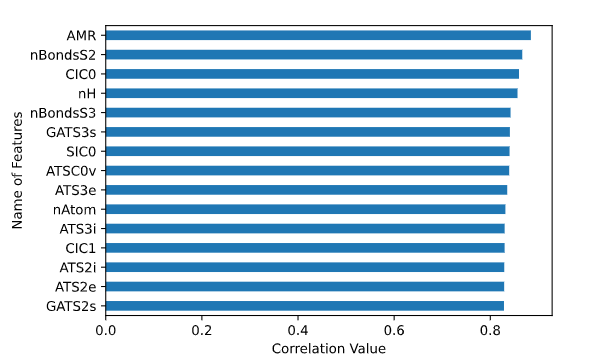 AMR
nBondsS2
CIC0
nH
nBondsS3
GATS3s
SIC0
ATSC0v
ATS3e
nAtom
ATS3i
CIC1
ATS2i
ATS2e
GATS2s
Name of Features
0.0 0.2 0.4 0.6 0.8
Correlation Value